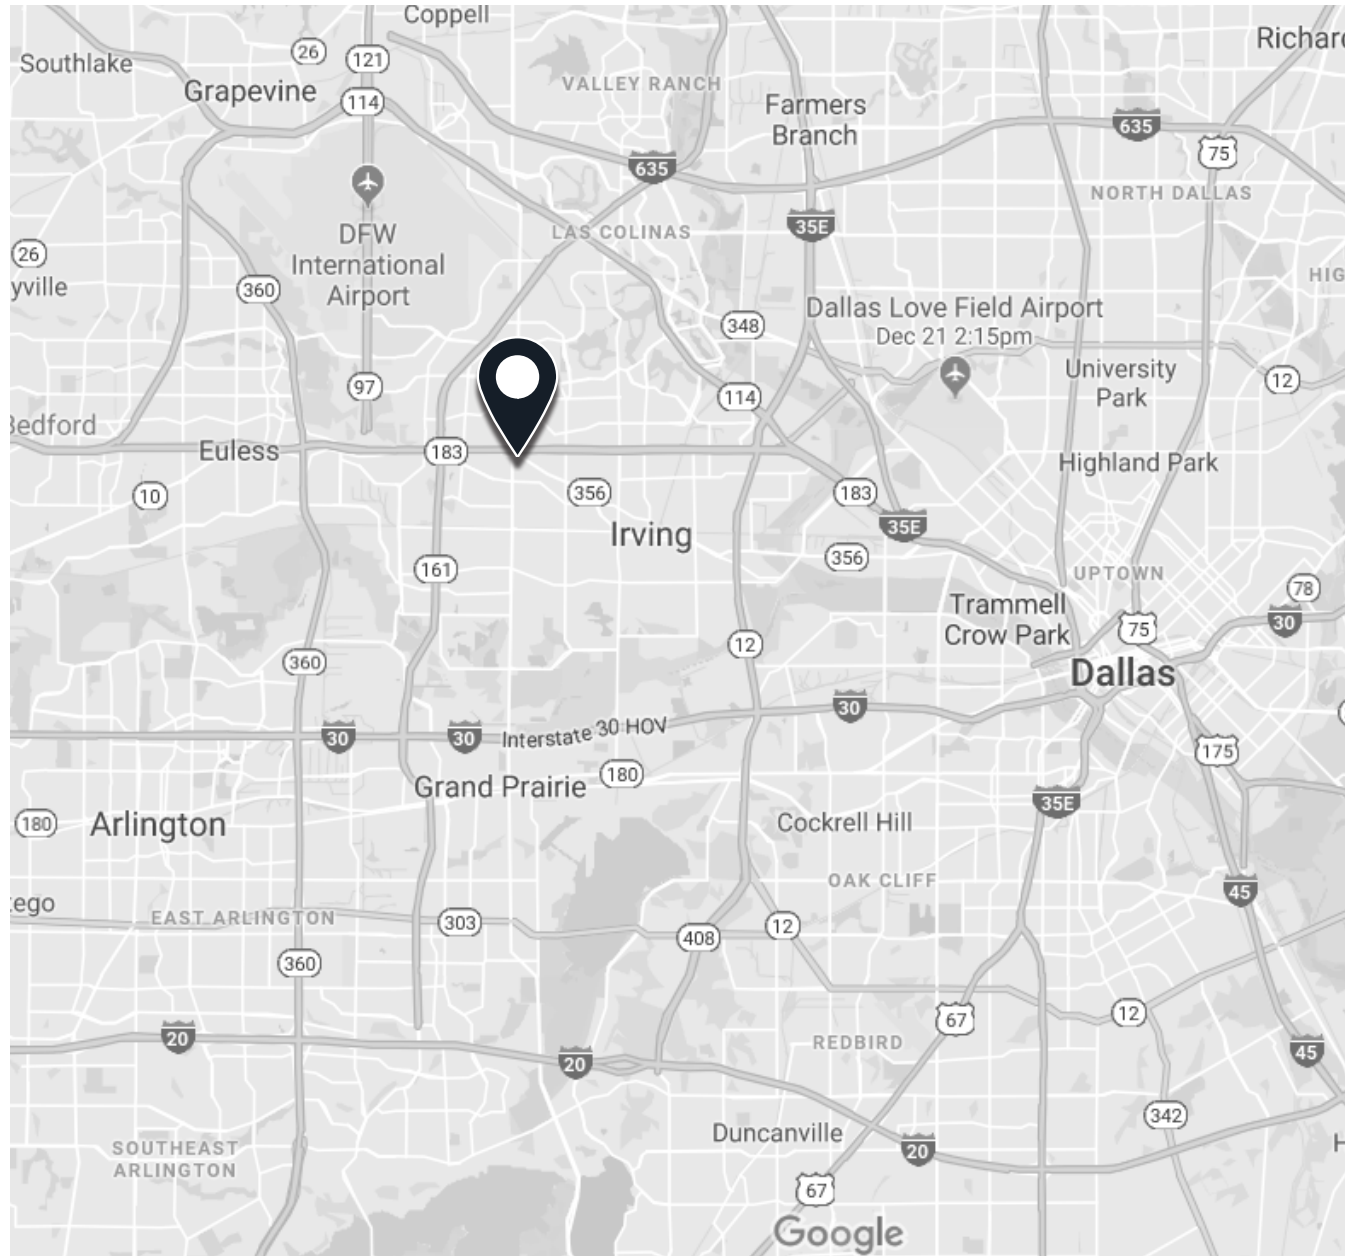 Coppell
Southlake
26
121
Grapevine
114
VALLEY RANCH
Farmers
Branch
635
635
75
NORTH DALLAS
26
DFW
International
Airport
LAS COLINAS
35E
360
348
Dallas Love Field Airport
Dec 21 2:15pm
University
Park
12
97
114
Bedford
Euless
183
Highland Park
10
356
183
35E
Irving
356
161
UPTOWN
78
Trammell
Crow Park
75
30
360
12
Dallas
30
30
30
Interstate 30 HOV
175
Grand Prairie
180
35E
180
Arlington
Cockrell Hill
OAK CLIFF
45
EAST ARLINGTON
303
408
12
360
67
12
20
20
REDBIRD
45
342
Duncanville
20
SOUTHEAST
ARLINGTON
67
Google